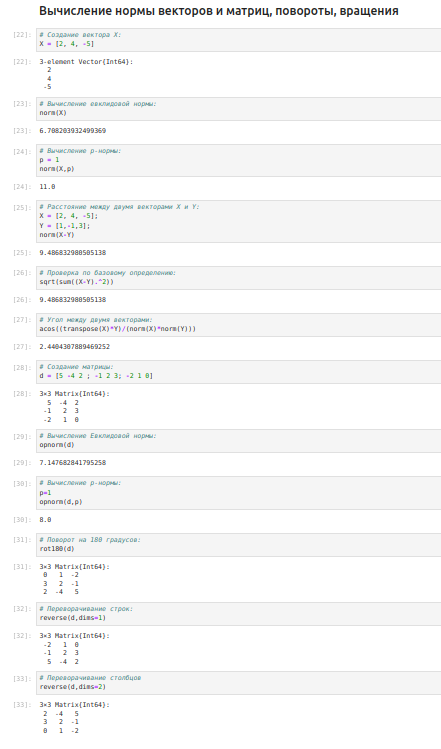 Вычисление нормы векторов и матриц, повороты, вращения
[22]:
# Создание вектора X:
X = [2, 4, -5]
[22]:
3-element Vector{Int64}:
2
4
-5
[23]:
# Вычисление евклидовой нормы:
norm(X)
[23]:
6.708203932499369
[24]:
# Вычисление p-нормы:
p = 1
norm(X,p)
[24]:
11.0
[25]:
# Расстояние между двумя векторами X и Y:
X = [2, 4, -5];
Y = [1,-1,3];
norm(X-Y)
[25]:
9.486832980505138
[26]:
# Проверка по базовому определению:
sqrt(sum((X-Y).^2))
[26]:
9.486832980505138
[27]:
# Угол между двумя векторами:
acos((transpose(X)*Y)/(norm(X)*norm(Y)))
[27]:
2.4404307889469252
[28]:
# Создание матрицы:
d = [5 -4 2 ; -1 2 3; -2 1 0]
[28]:
3×3 Matrix{Int64}:
5 -4 2
-1 2 3
-2 1 0
[29]:
# Вычисление Евклидовой нормы:
opnorm(d)
[29]:
7.147682841795258
[30]:
# Вычисление p-нормы:
p=1
opnorm(d,p)
[30]:
8.0
[31]:
# Поворот на 180 градусов:
rot180(d)
[31]:
3×3 Matrix{Int64}:
0 1 -2
3 2 -1
2 -4 5
[32]:
# Переворачивание строк:
reverse(d,dims=1)
[32]:
3×3 Matrix{Int64}:
-2 1 0
-1 2 3
5 -4 2
[33]:
# Переворачивание столбцов
reverse(d,dims=2)
[33]:
3×3 Matrix{Int64}:
2 -4 5
3 2 -1
0 1 -2